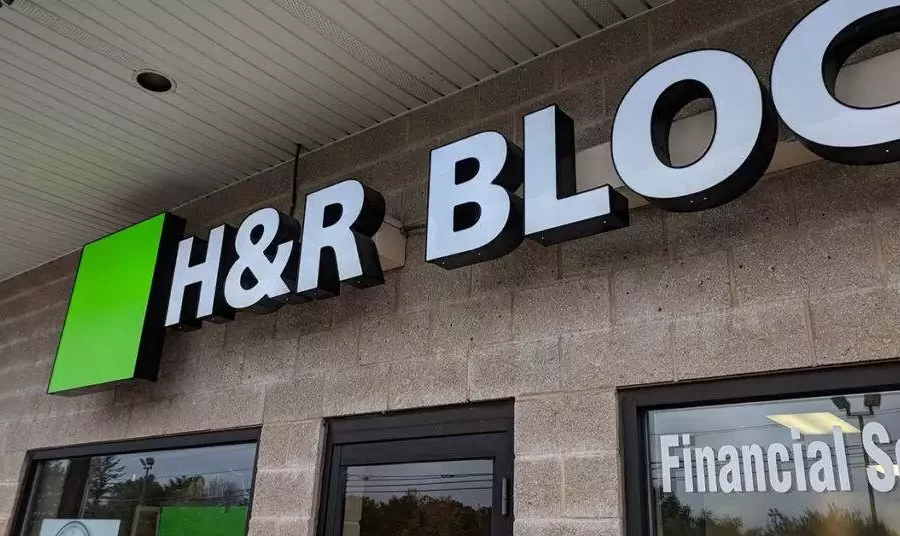 H&R BLOC
Financial S